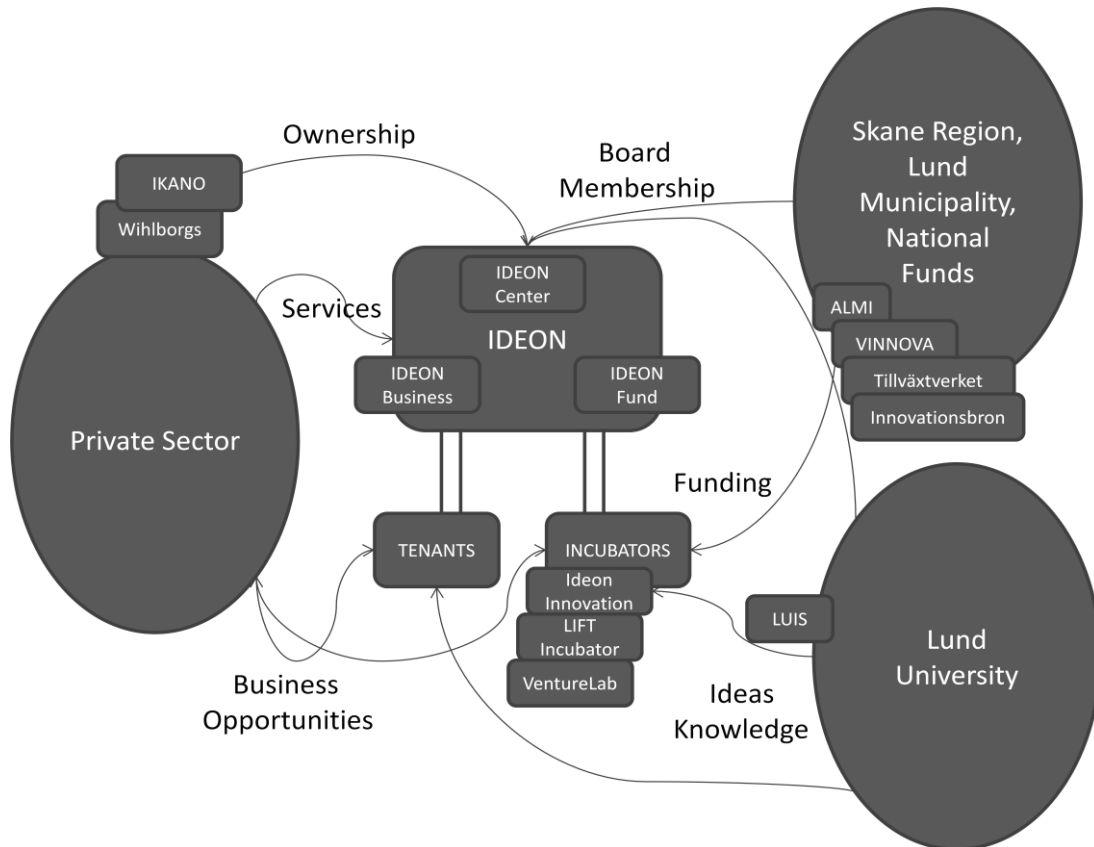 Ownership
Board
Membership
Skane Region,
Lund
Municipality,
National
Funds
IKANO
Wihlborgs
IDEON
Center
IDEON
Services
IDEON
Business
IDEON
Fund
ALMI
VINNOVA
Tillväxtverket
Innovationsbron
Private Sector
Funding
TENANTS
INCUBATORS
Ideon
Innovation
LIFT
Incubator
VentureLab
LUIS
Lund
University
Business
Opportunities
Ideas
Knowledge